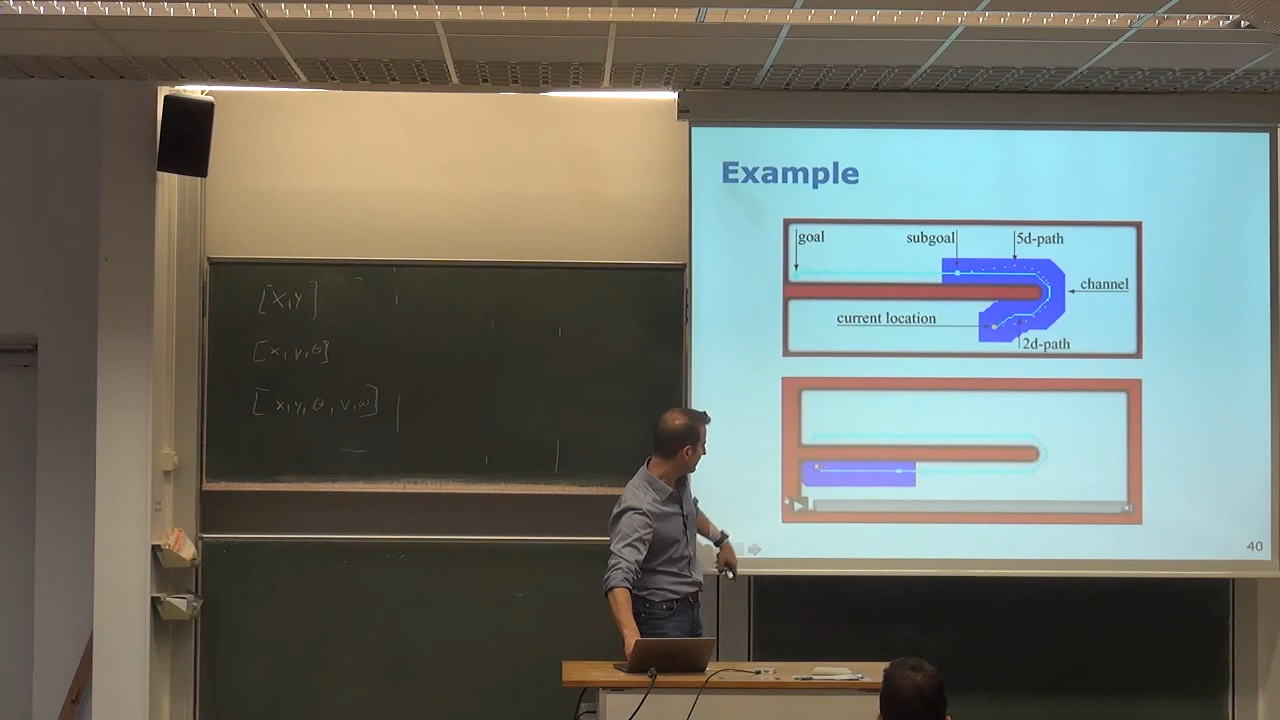 [x,y]
[x,y,θ]
[x,y,θ,v,ω]
Example
goal
subgoal
5d-path
channel
current location
2d-path
40